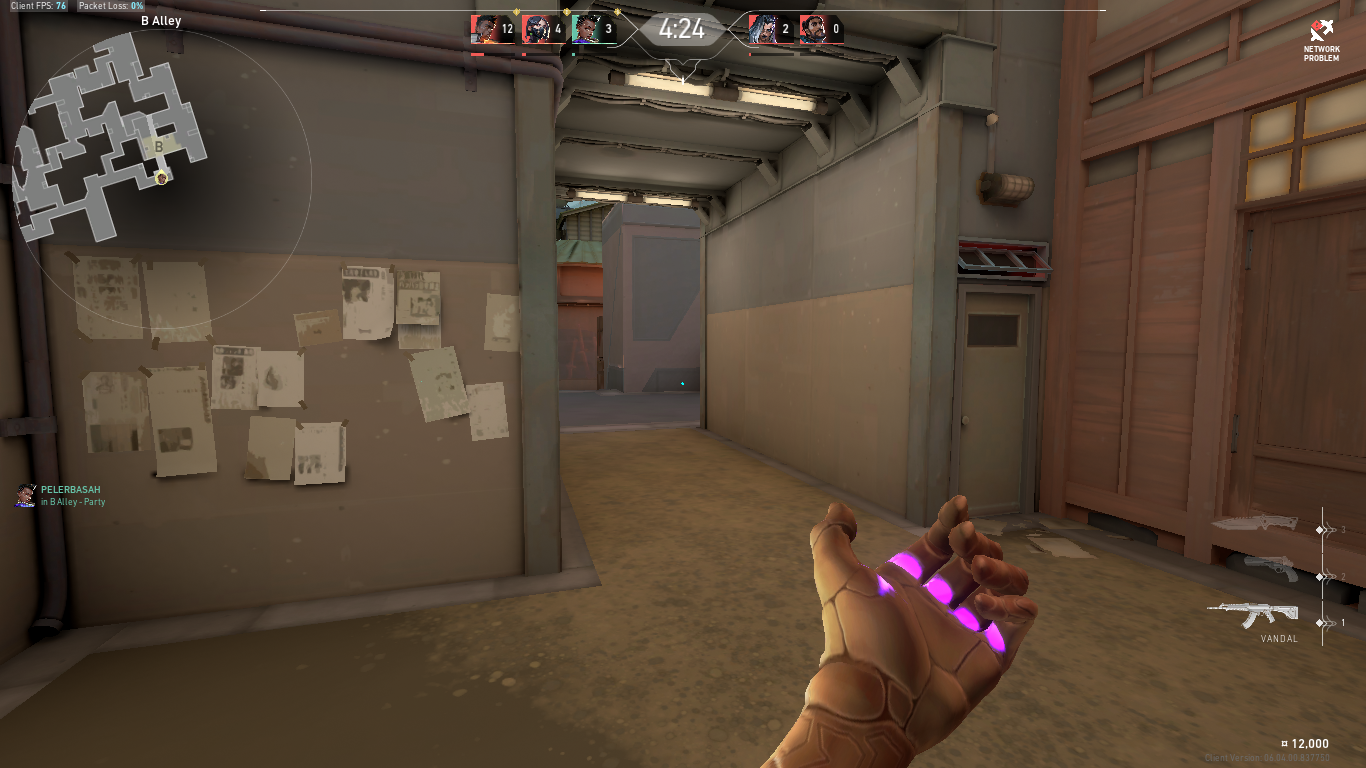 Client FPS: 76 Packet Loss: 0%
B Alley
12
4
3
4:24
2
0
NETWORK
PROBLEM
B
PELERBASAH
in B Alley - Party
3
2
1
VANDAL
¤ 12,000